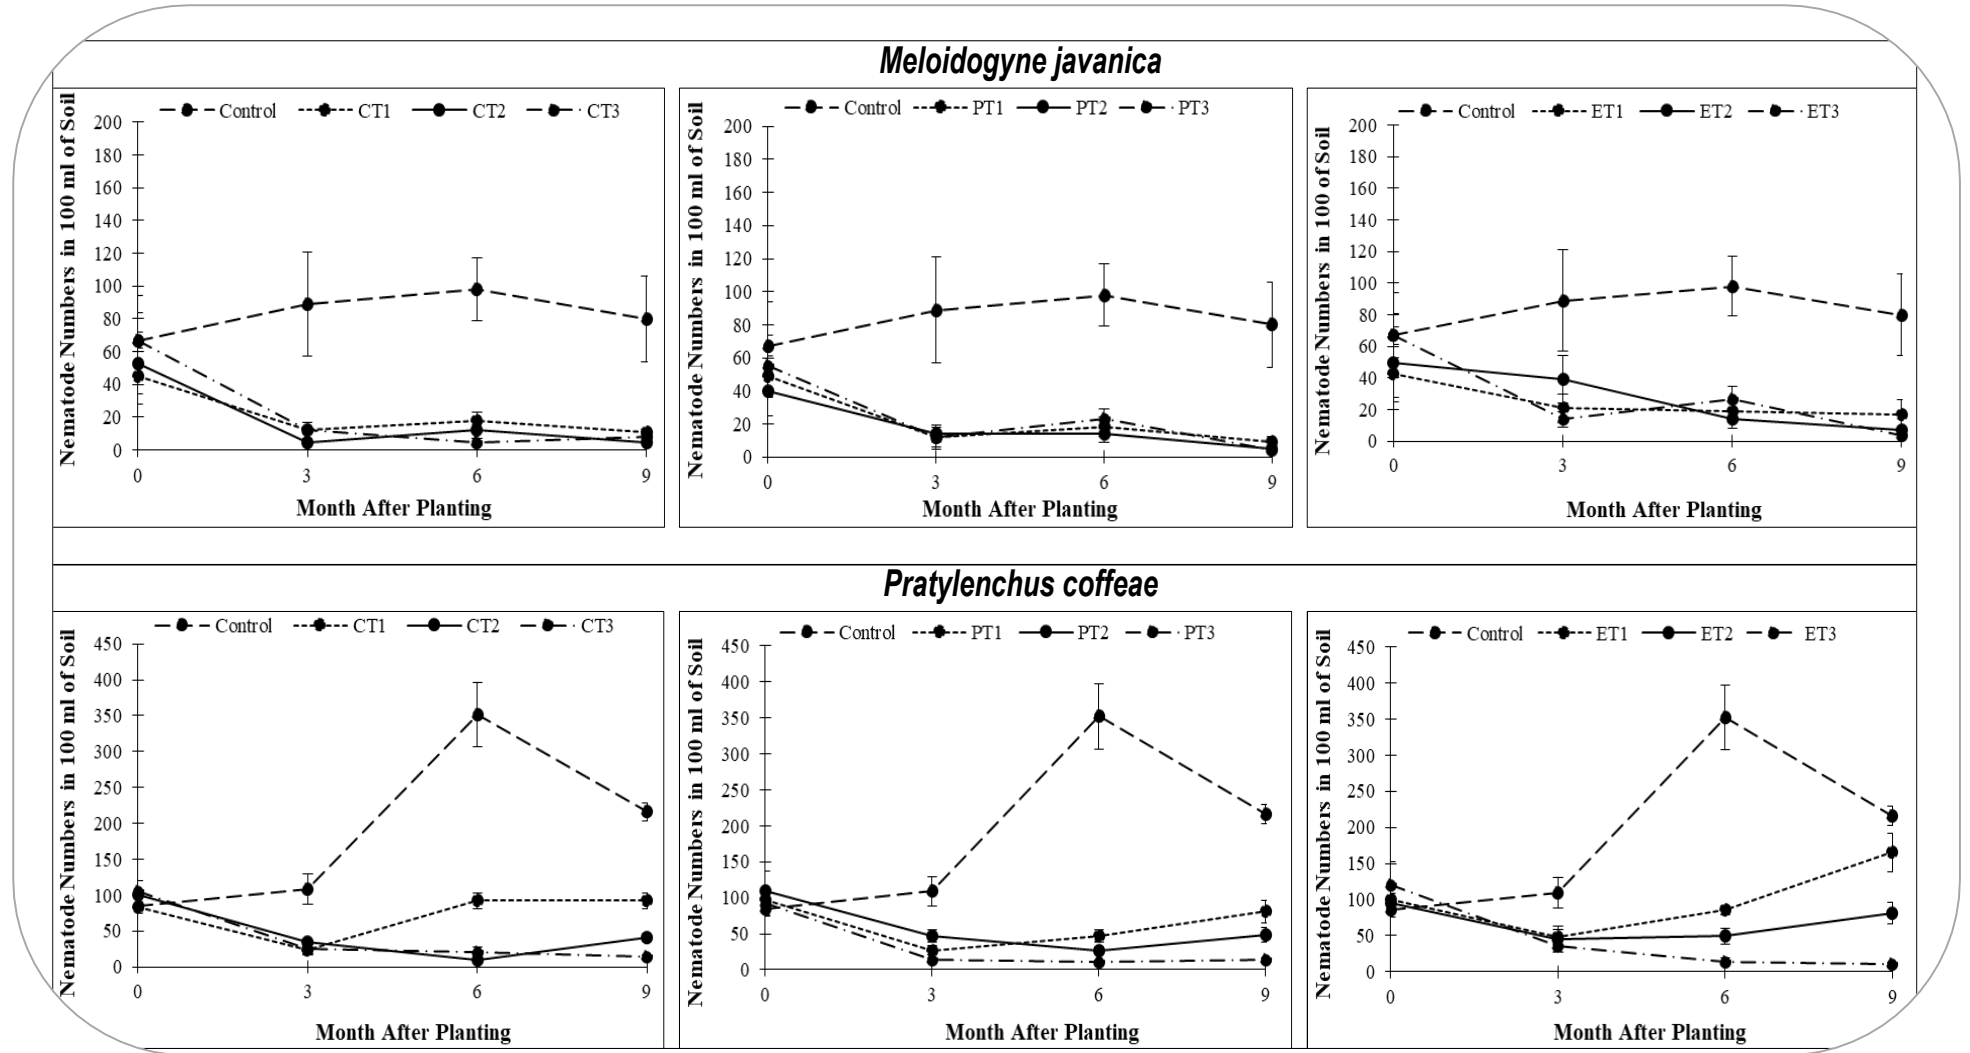 Meloidogyne javanica
Control CT1 CT2 CT3
Nematode Numbers in 100 ml of Soil
200
180
160
140
120
100
80
60
40
20
0
0 3 6 9
Month After Planting
Control PT1 PT2 PT3
Nematode Numbers in 100 ml of Soil
200
180
160
140
120
100
80
60
40
20
0
0 3 6 9
Month After Planting
Control ET1 ET2 ET3
Nematode Numbers in 100 of Soil
200
180
160
140
120
100
80
60
40
20
0
0 3 6 9
Month After Planting
Pratylenchus coffeae
Control CT1 CT2 CT3
Nematode Numbers in 100 ml of Soil
450
400
350
300
250
200
150
100
50
0
0 3 6 9
Month After Planting
Control PT1 PT2 PT3
Nematode Numbers in 100 ml of Soil
450
400
350
300
250
200
150
100
50
0
0 3 6 9
Month After Planting
Control ET1 ET2 ET3
Nematode Numbers in 100 ml of Soil
450
400
350
300
250
200
150
100
50
0
0 3 6 9
Month After Planting